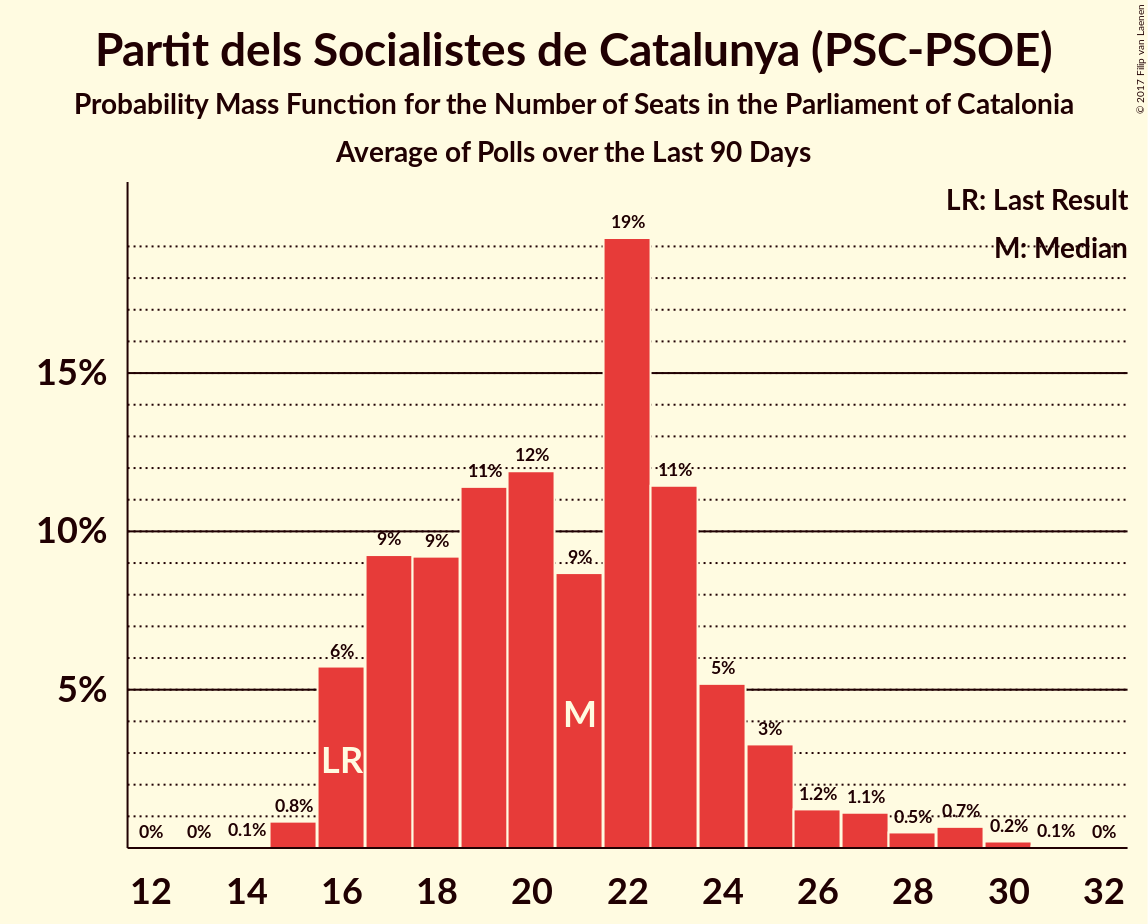 Partit dels Socialistes de Catalunya (PSC-PSOE)
Probability Mass Function for the Number of Seats in the Parliament of Catalonia
Average of Polls over the Last 90 Days
© 2017 Filip van Laenen
LR: Last Result
M: Median
15%
10%
5%
0% 0% 0.1% 0.8% 6% 9% 9% 11% 12% 9% 19% 11% 5% 3% 1.2% 1.1% 0.5% 0.7% 0.2% 0.1% 0%
LR
M
12 14 16 18 20 22 24 26 28 30 32